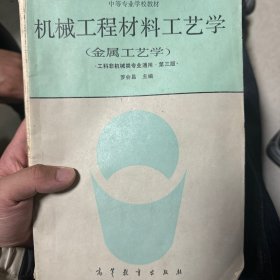 中等专业学校教材
机械工程材料工艺学
(金属工艺学)
·工科非机械类专业通用·第三版·
罗会昌 主编
高等教育出版社